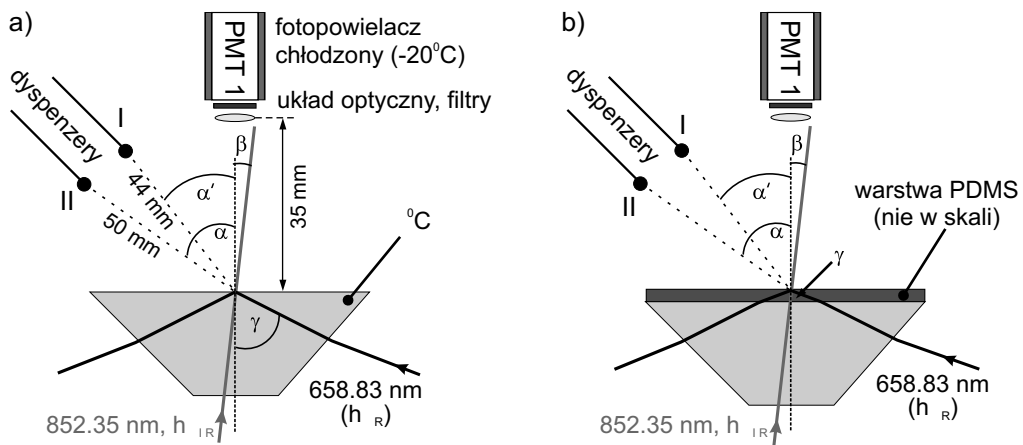 a)
PMT 1
fotopowielacz
chłodzony (-20⁰C)
układ optyczny, filtry
dyspenzery
I
II
44 mm
50 mm
α'
α
β
35 mm
⁰C
γ
658.83 nm
(h R)
852.35 nm, h IR
b)
PMT 1
dyspenzery
I
II
α'
α
β
warstwa PDMS
(nie w skali)
γ
658.83 nm
(h R)
852.35 nm, h IR